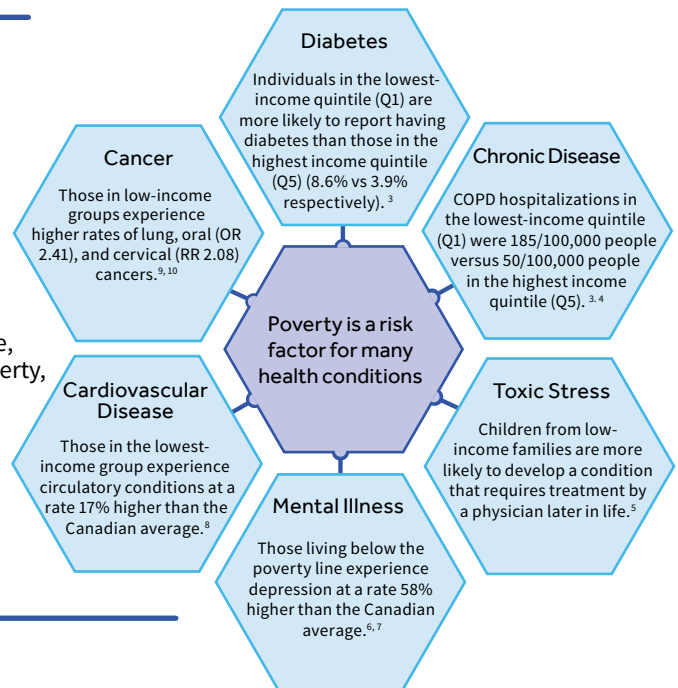 Diabetes
Individuals in the lowest-
income quintile (Q1) are
more likely to report having
diabetes than those in the
highest income quintile
(Q5) (8.6% vs 3.9%
respectively). 3
Cancer
Those in low-income
groups experience
higher rates of lung, oral (OR
2.41), and cervical (RR 2.08)
cancers.9, 10
Chronic Disease
COPD hospitalizations in
the lowest-income quintile
(Q1) were 185/100,000 people
versus 50/100,000 people
in the highest income
quintile (Q5). 3, 4
Poverty is a risk
factor for many
health conditions
e,
erty,
Cardiovascular
Disease
Those in the lowest-
income group experience
circulatory conditions at a
rate 17% higher than the
Canadian average.8
Toxic Stress
Children from low-
income families are more
likely to develop a condition
that requires treatment by
a physician later in life.5
Mental Illness
Those living below the
poverty line experience
depression at a rate 58%
higher than the Canadian
average.6, 7